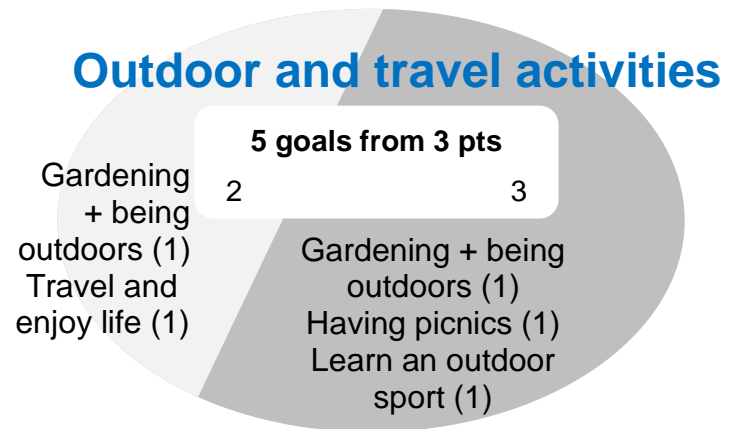 Outdoor and travel activities
5 goals from 3 pts
2 3
Gardening
+ being
outdoors (1)
Travel and
enjoy life (1)
Gardening + being
outdoors (1)
Having picnics (1)
Learn an outdoor
sport (1)